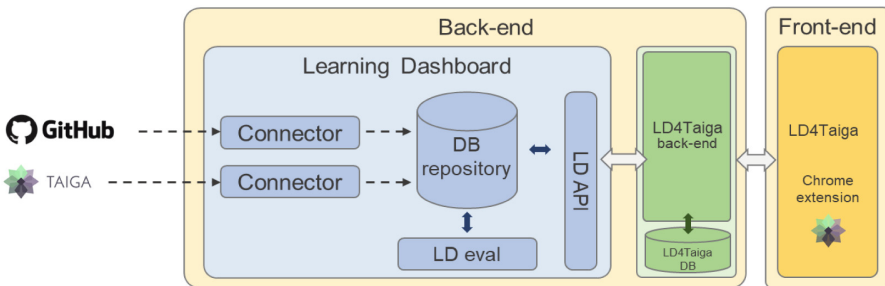 Back-end
Front-end
Learning Dashboard
GitHub
Connector
DB
repository
LD API
LD4Taiga
back-end
LD4Taiga
TAIGA
Connector
Chrome
extension
LD eval
LD4Taiga
DB